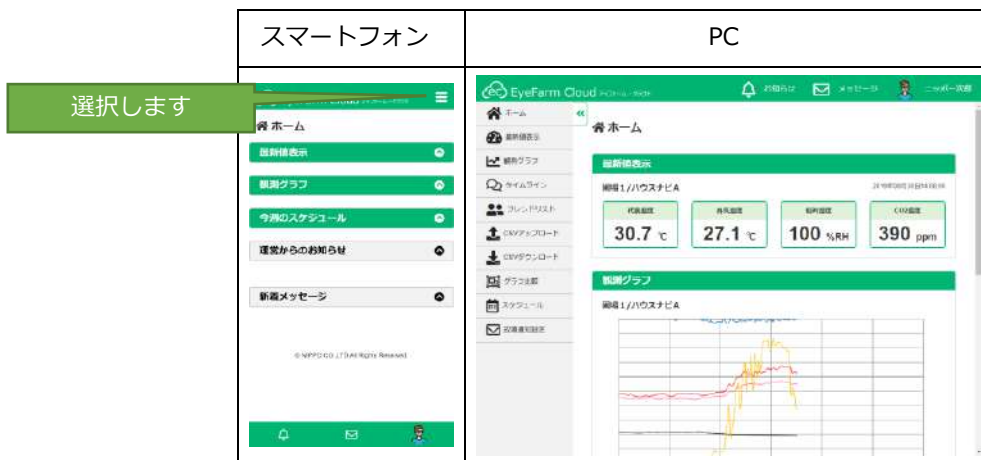 スマートフォン
PC
選択します
ホーム
最新値表示
観測グラフ
今週のスケジュール
運営からのお知らせ
新着メッセージ
EyeFarm Cloud
お知らせ
メッセージ
ホーム
最新値表示
観測グラフ
タイムライン
フレンドリスト
CSVアップロード
CSVダウンロード
グラフ比較
スケジュール
ホーム
最新値表示
圃場1/ハウスナビA
30.7 ℃
27.1 ℃
100 %RH
CO2濃度
390 ppm
観測グラフ
圃場1/ハウスナビA